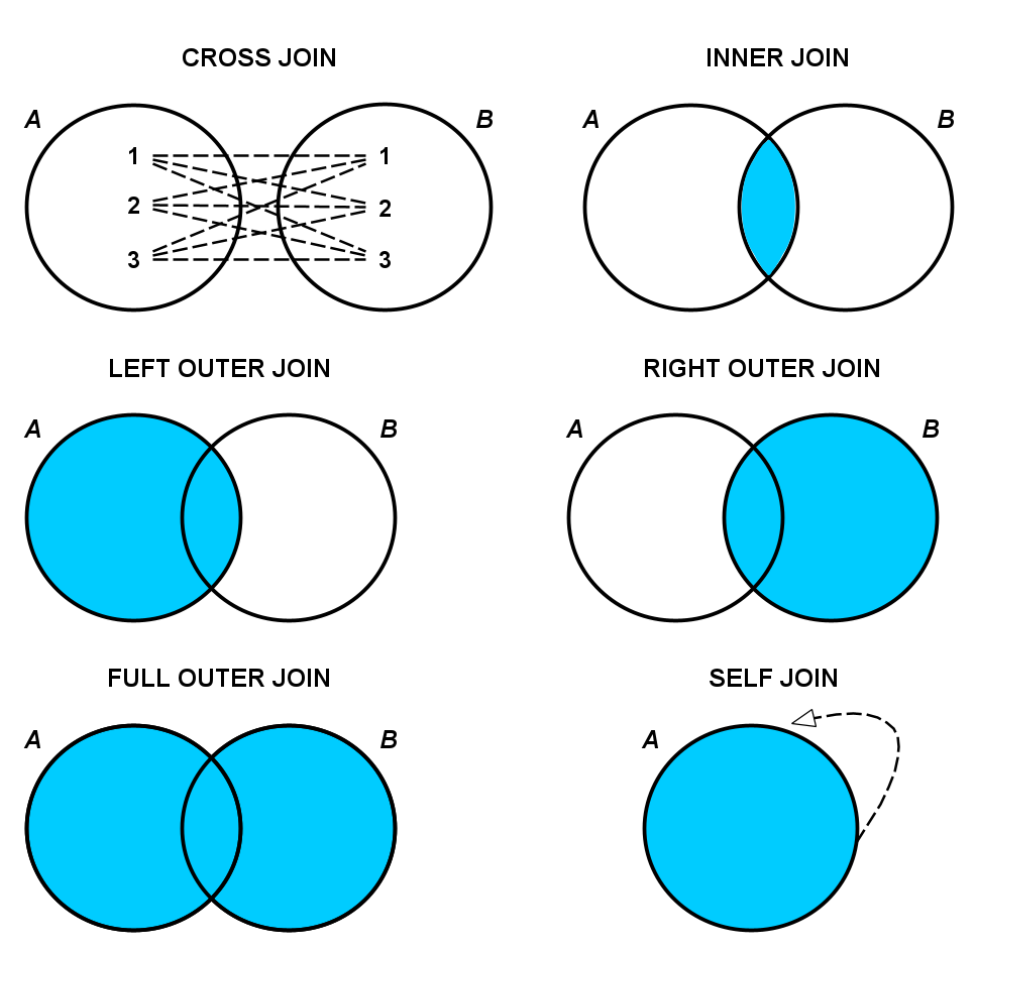 CROSS JOIN
A B
1 1
2 2
3 3
INNER JOIN
A B
LEFT OUTER JOIN
A B
RIGHT OUTER JOIN
A B
FULL OUTER JOIN
A B
SELF JOIN
A